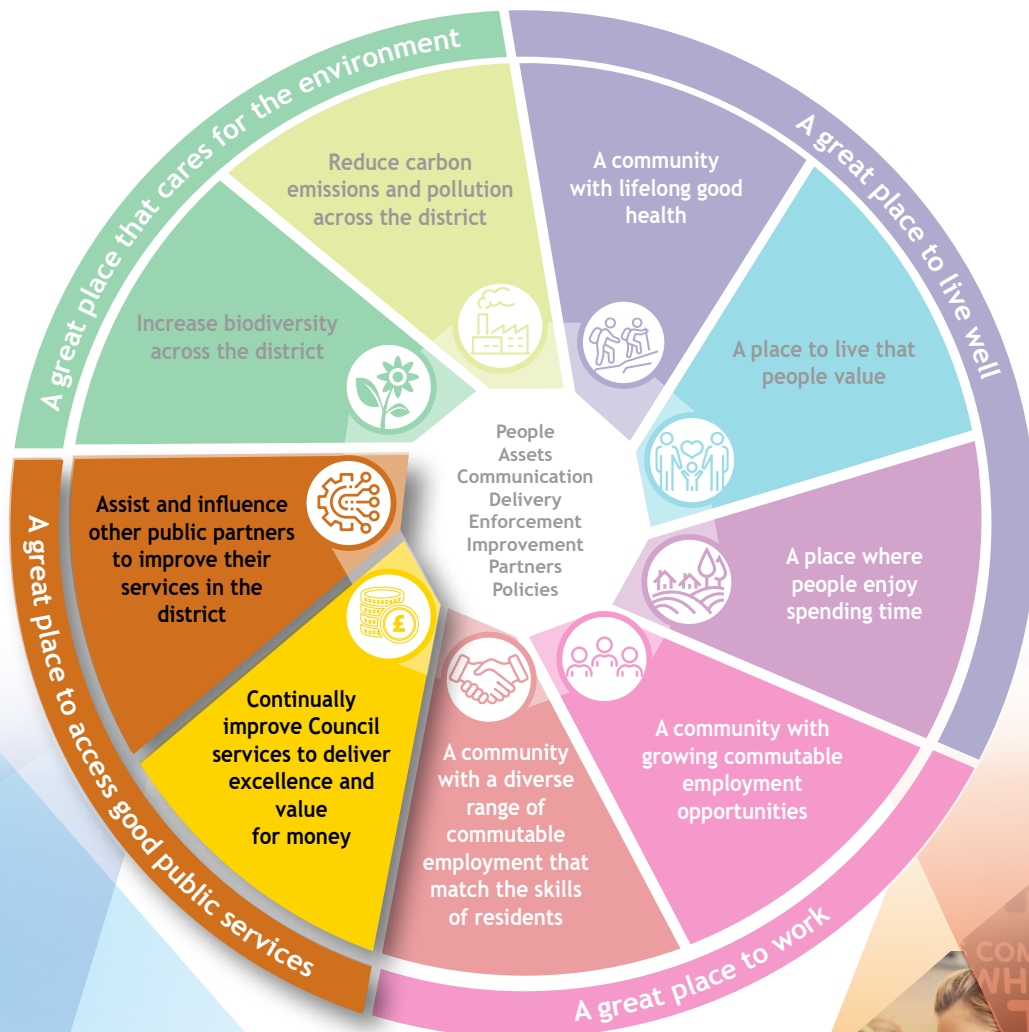 A great place that cares for the environment
Reduce carbon
emissions and pollution
across the district
Increase biodiversity
across the district
A great place to live well
A community
with lifelong good
health
A place to live that
people value
A place where
people enjoy
spending time
A great place to work
A community with
growing commutable
employment
opportunities
A community
with a diverse
range of
commutable
employment that
match the skills
of residents
A great place to access good public services
Continually
improve Council
services to deliver
excellence and
value
for money
£
Assist and influence
other public partners
to improve their
services in the
district
People
Assets
Communication
Delivery
Enforcement
Improvement
Partners
Policies